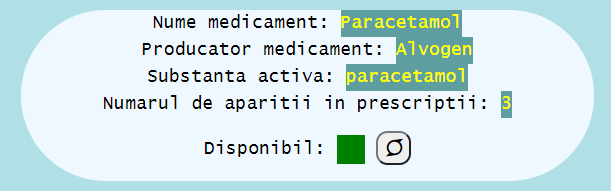 Nume medicament: Paracetamol
Producator medicament: Alvogen
Substanta activa: paracetamol
Numarul de aparitii in prescriptii: 3
Disponibil: